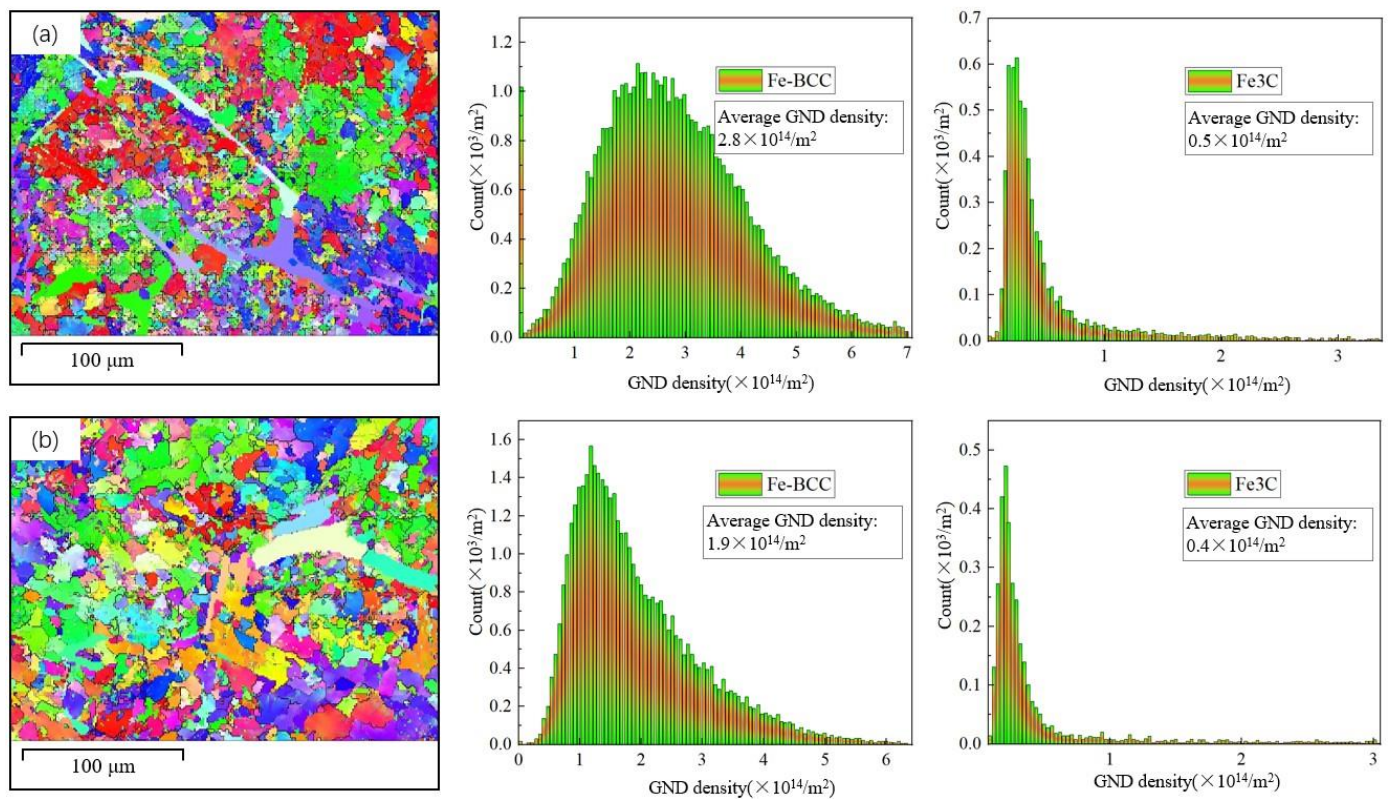 (a)
100 μm
1.2
1.0
0.8
0.6
0.4
0.2
0.0
Count(×10³/m²)
Fe-BCC
Average GND density:
2.8×10¹⁴/m²
1 2 3 4 5 6 7
GND density(×10¹⁴/m²)
0.7
0.6
0.5
0.4
0.3
0.2
0.1
0.0
Count(×10³/m²)
Fe3C
Average GND density:
0.5×10¹⁴/m²
1 2 3
GND density(×10¹⁴/m²)
(b)
100 μm
1.6
1.4
1.2
1.0
0.8
0.6
0.4
0.2
0.0
Count(×10³/m²)
Fe-BCC
Average GND density:
1.9×10¹⁴/m²
0 1 2 3 4 5 6
GND density(×10¹⁴/m²)
0.5
0.4
0.3
0.2
0.1
0.0
Count(×10³/m²)
Fe3C
Average GND density:
0.4×10¹⁴/m²
1 2 3
GND density(×10¹⁴/m²)